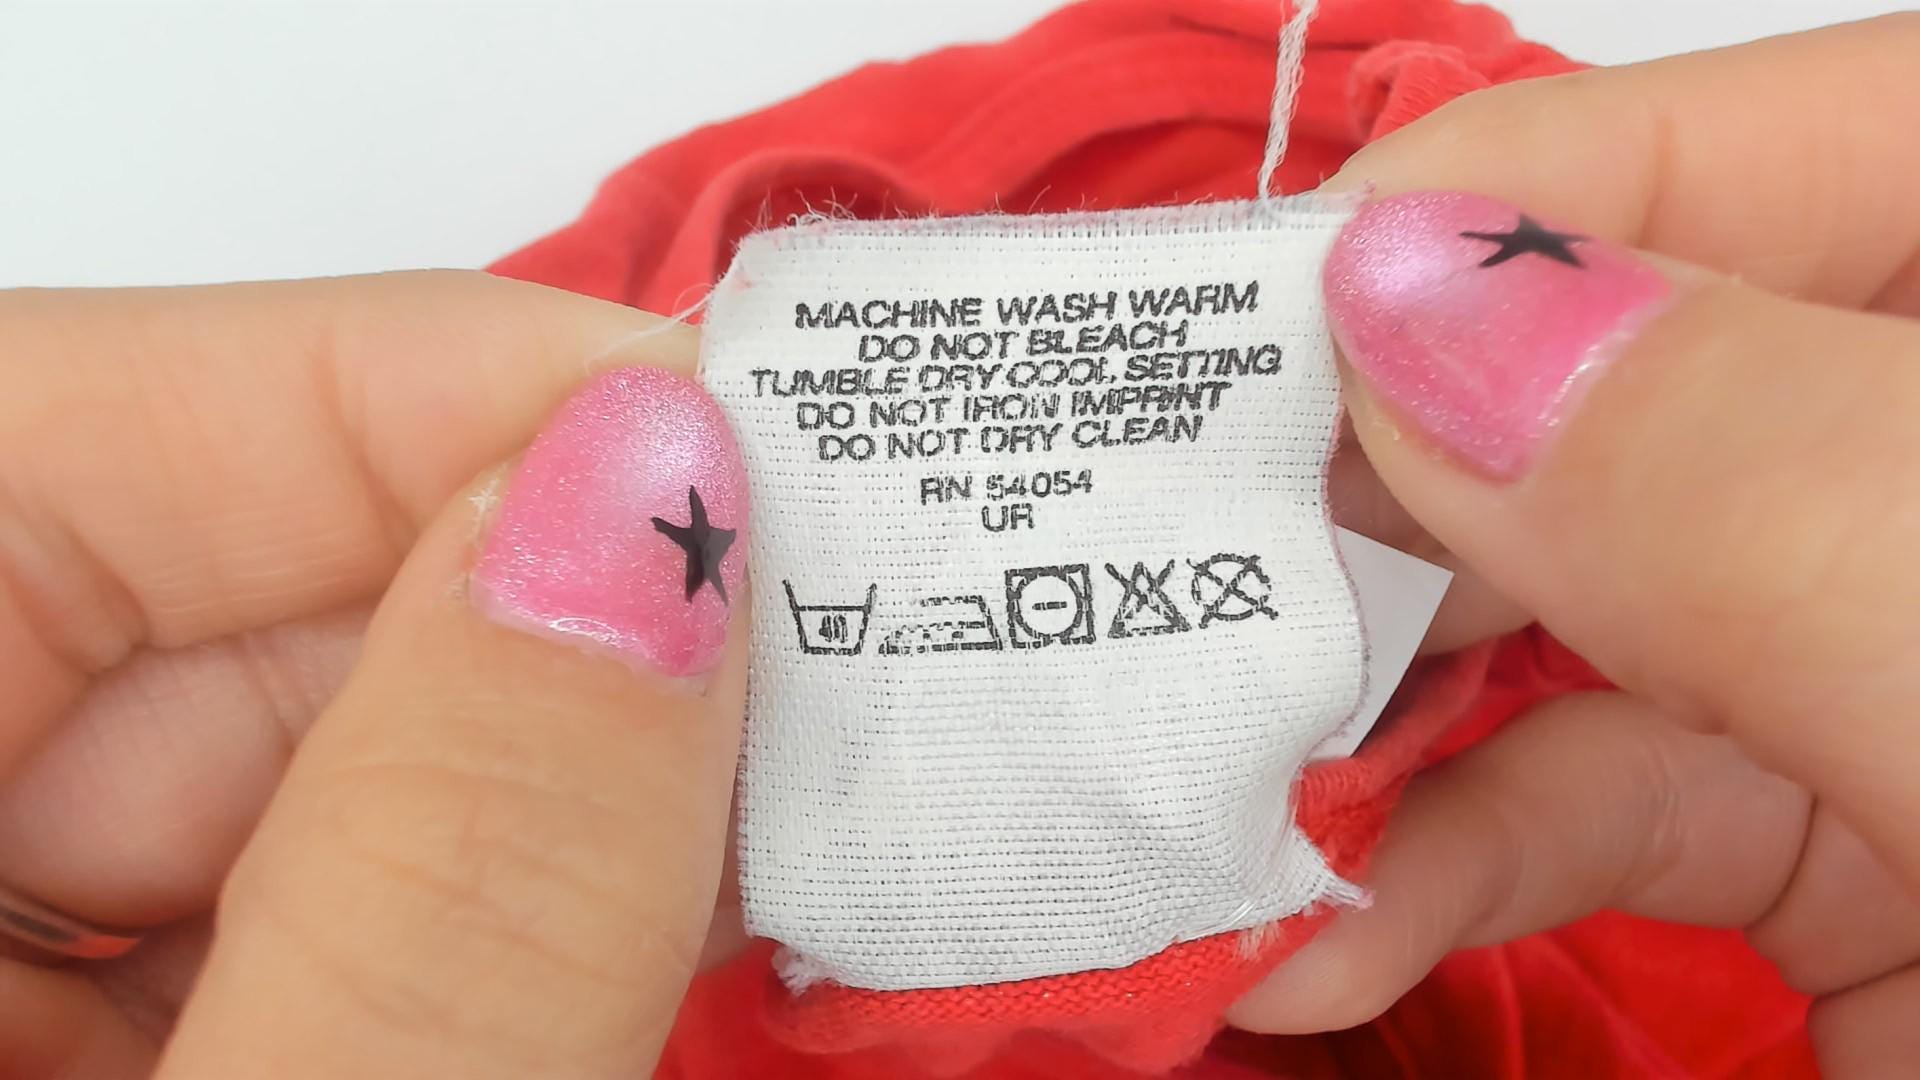 MACHINE WASH WARM
DO NOT BLEACH
TUMBLE DRY COOL SETTING
DO NOT IRON IMPRINT
DO NOT DRY CLEAN
RN 54054
UR
40